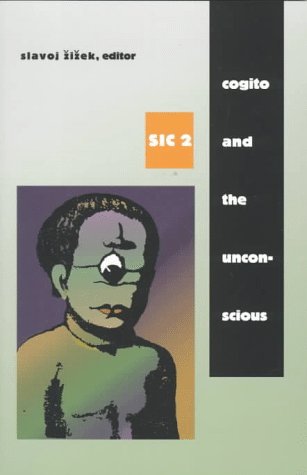 slavoj žižek, editor
SIC 2
cogito
and
the
uncon-
scious